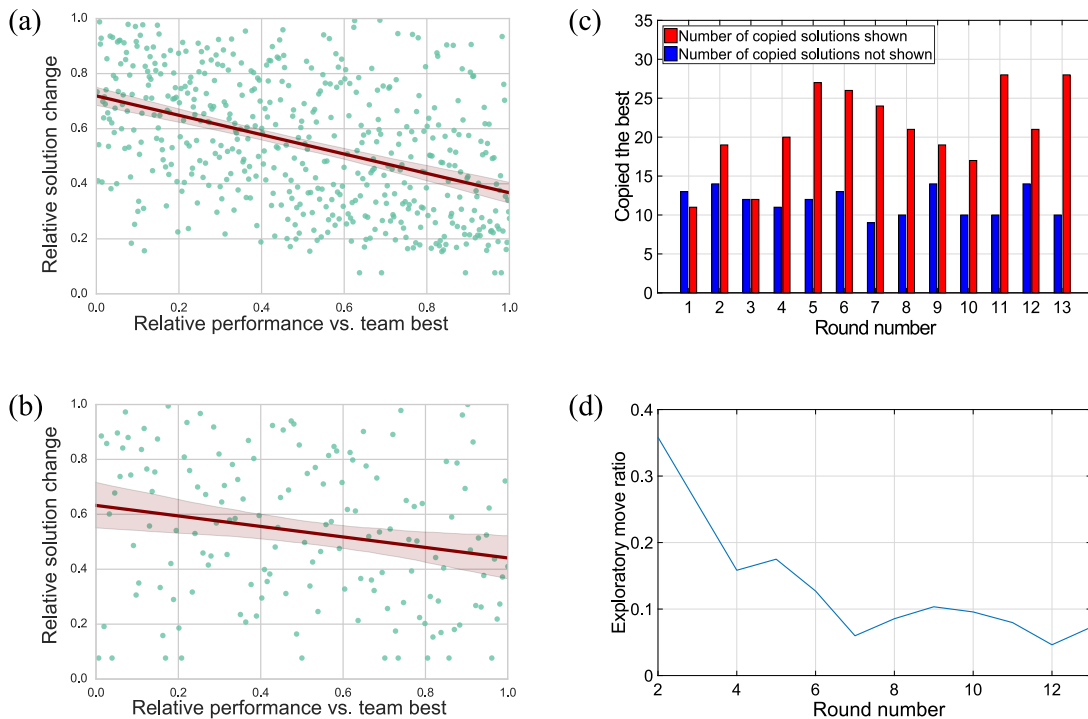 (a)
Relative solution change
1.0
0.8
0.6
0.4
0.2
0.0
0.0 0.2 0.4 0.6 0.8 1.0
Relative performance vs. team best
(b)
Relative solution change
1.0
0.8
0.6
0.4
0.2
0.0
0.0 0.2 0.4 0.6 0.8 1.0
Relative performance vs. team best
(c)
Copied the best
35
30
25
20
15
10
5
0
Number of copied solutions shown
Number of copied solutions not shown
1 2 3 4 5 6 7 8 9 10 11 12 13
Round number
(d)
Exploratory move ratio
0.4
0.3
0.2
0.1
0
2 4 6 8 10 12
Round number